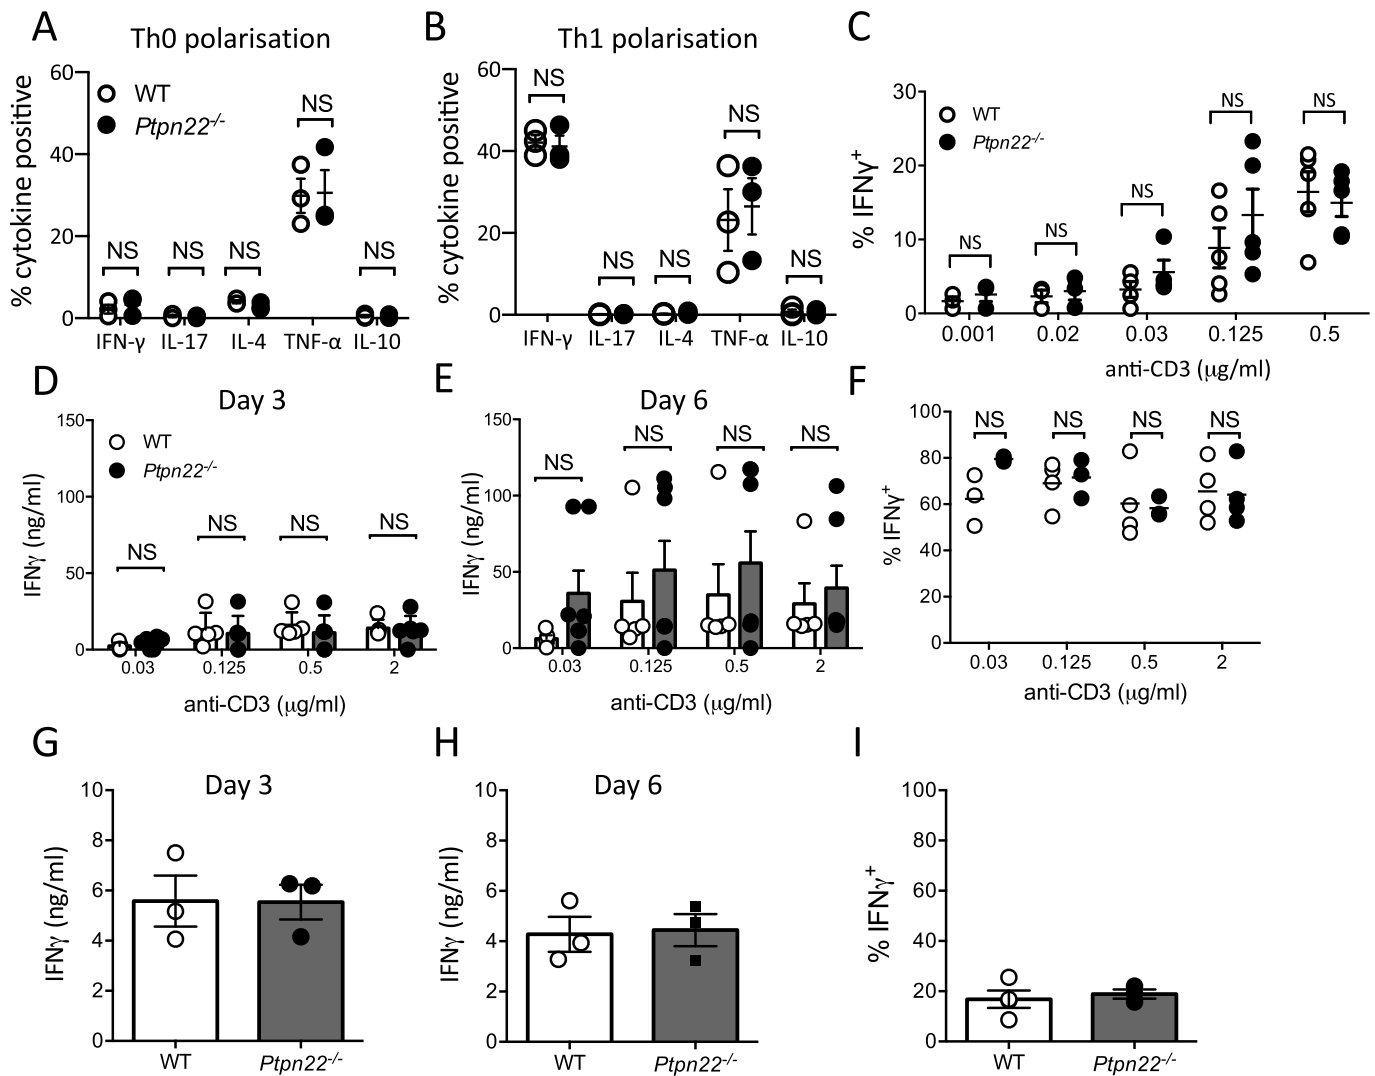 A
Th0 polarisation
% cytokine positive
60
40
20
0
WT
Ptpn22-/-
NS
NS
NS
NS
NS
IFN-γ
IL-17
IL-4
TNF-α
IL-10
B
Th1 polarisation
% cytokine positive
60
40
20
0
NS
NS
NS
NS
NS
IFN-γ
IL-17
IL-4
TNF-α
IL-10
C
% IFNγ+
30
20
10
0
WT
Ptpn22-/-
NS
NS
NS
NS
NS
0.001
0.02
0.03
0.125
0.5
anti-CD3 (μg/ml)
D
Day 3
IFNγ (ng/ml)
150
100
50
0
WT
Ptpn22-/-
NS
NS
NS
NS
0.03
0.125
0.5
2
anti-CD3 (μg/ml)
E
Day 6
IFNγ (ng/ml)
150
100
50
0
NS
NS
NS
NS
0.03
0.125
0.5
2
anti-CD3 (μg/ml)
F
% IFNγ+
100
80
60
40
20
0
NS
NS
NS
NS
0.03
0.125
0.5
2
anti-CD3 (μg/ml)
G
Day 3
IFNγ (ng/ml)
10
8
6
4
2
0
WT
Ptpn22-/-
H
Day 6
IFNγ (ng/ml)
10
8
6
4
2
0
WT
Ptpn22-/-
I
% IFNγ+
100
80
60
40
20
0
WT
Ptpn22-/-